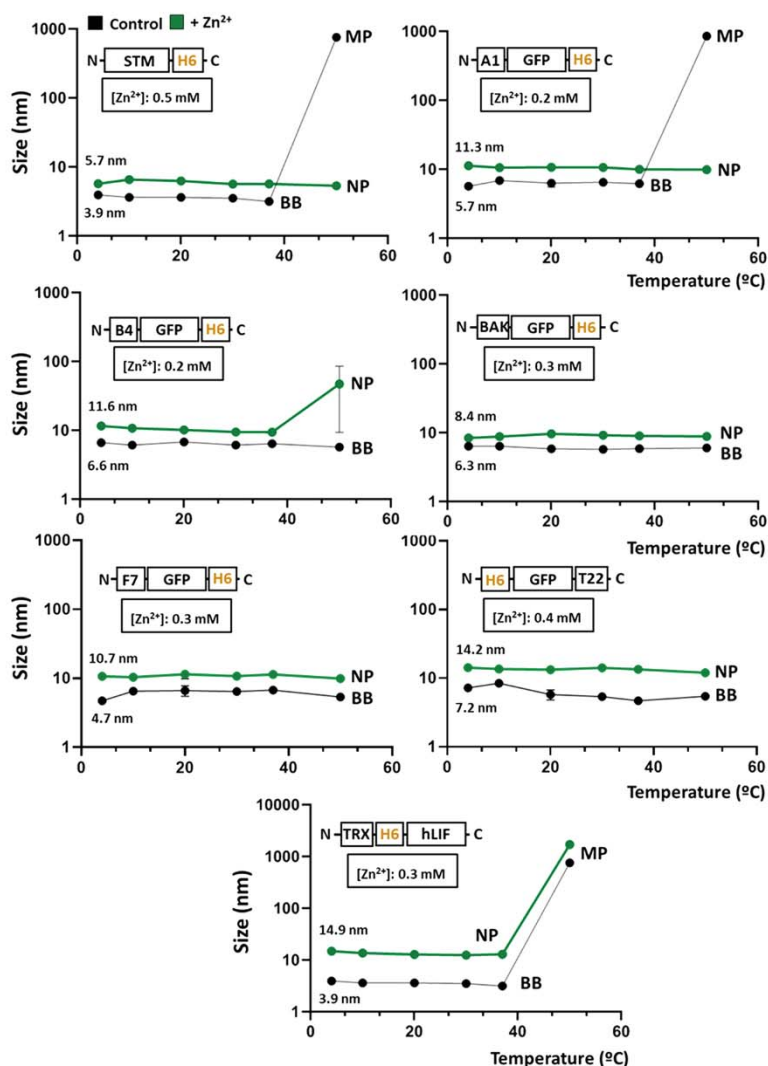 Control + Zn²⁺
Size (nm)
1000
100
10
1
0 20 40 60
N STM H6 C
[Zn²⁺]: 0.5 mM
5.7 nm
3.9 nm
MP
NP
BB
1000
100
10
1
0 20 40 60
Temperature (ºC)
N A1 GFP H6 C
[Zn²⁺]: 0.2 mM
11.3 nm
5.7 nm
MP
NP
BB
Size (nm)
1000
100
10
1
0 20 40 60
N B4 GFP H6 C
[Zn²⁺]: 0.2 mM
11.6 nm
6.6 nm
NP
BB
1000
100
10
1
0 20 40 60
N BAK GFP H6 C
[Zn²⁺]: 0.3 mM
8.4 nm
6.3 nm
NP
BB
Size (nm)
1000
100
10
1
0 20 40 60
N F7 GFP H6 C
[Zn²⁺]: 0.3 mM
10.7 nm
4.7 nm
NP
BB
1000
100
10
1
0 20 40 60
Temperature (ºC)
N H6 GFP T22 C
[Zn²⁺]: 0.4 mM
14.2 nm
7.2 nm
NP
BB
Size (nm)
10000
1000
100
10
1
0 20 40 60
Temperature (ºC)
N TRX H6 hLIF C
[Zn²⁺]: 0.3 mM
14.9 nm
3.9 nm
NP
MP
BB